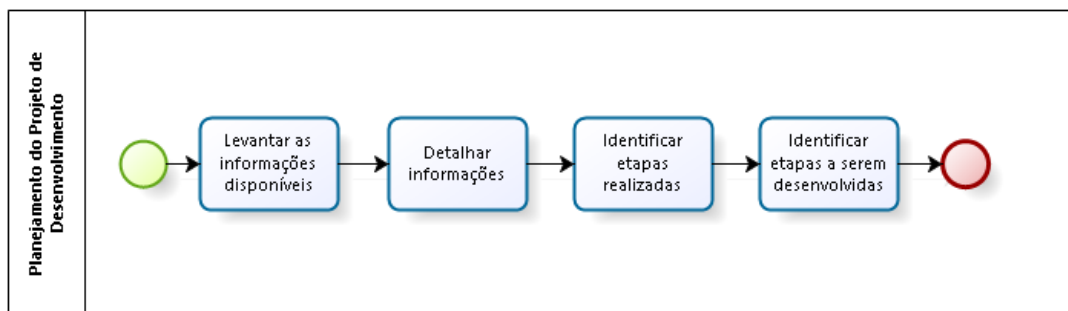 Planejamento do Projeto de
Desenvolvimento
Levantar as
informações
disponíveis
Detalhar
informações
Identificar
etapas
realizadas
Identificar
etapas a serem
desenvolvidas